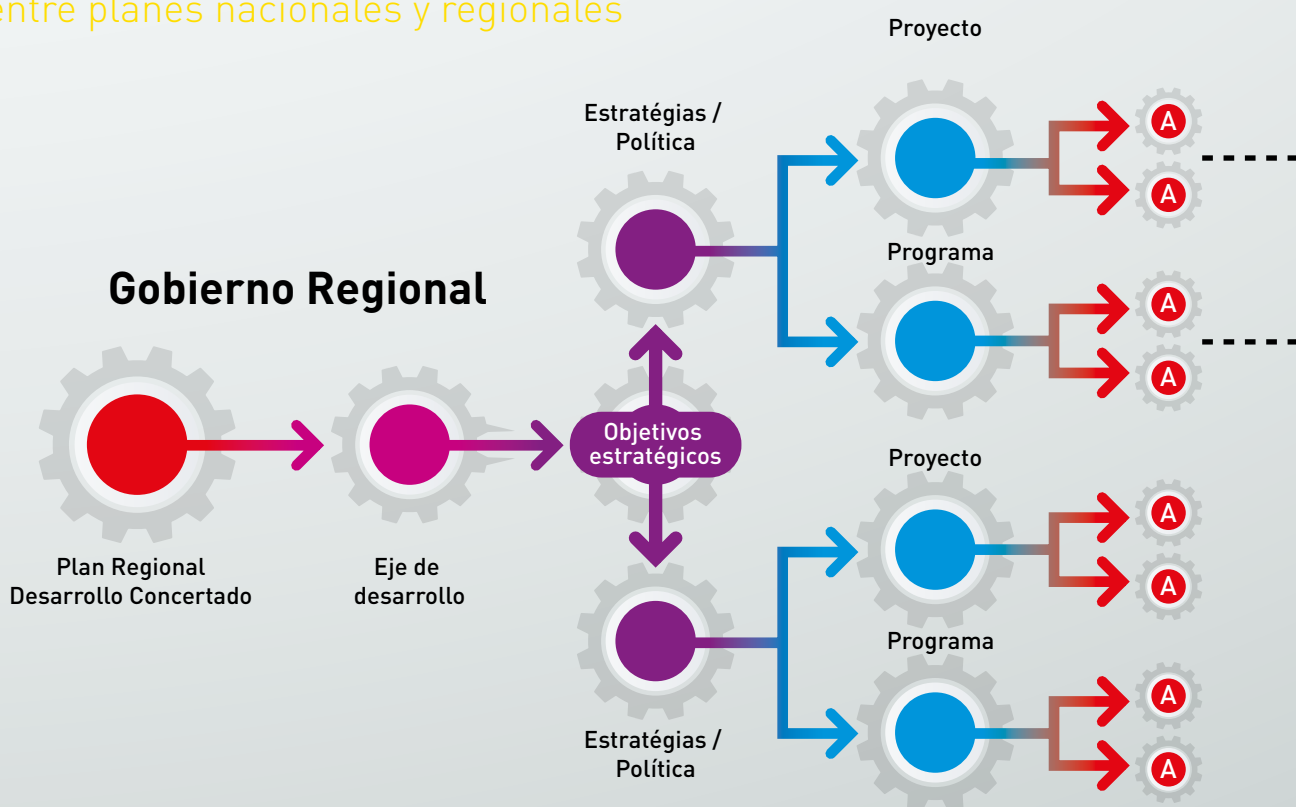 entre planes nacionales y regionales
Proyecto
Estratégias /
Política
A
A
Programa
Gobierno Regional
A
A
Objetivos
estratégicos
Proyecto
A
A
Plan Regional
Desarrollo Concertado
Eje de
desarrollo
Programa
A
A
Estratégias /
Política